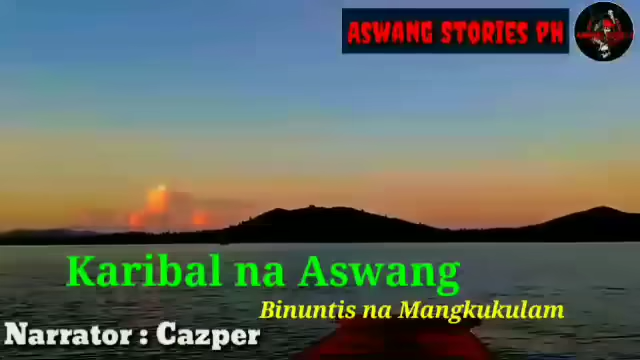 ASWANG STORIES PH
Karibal na Aswang
Binuntis na Mangkukulam
Narrator : Cazper